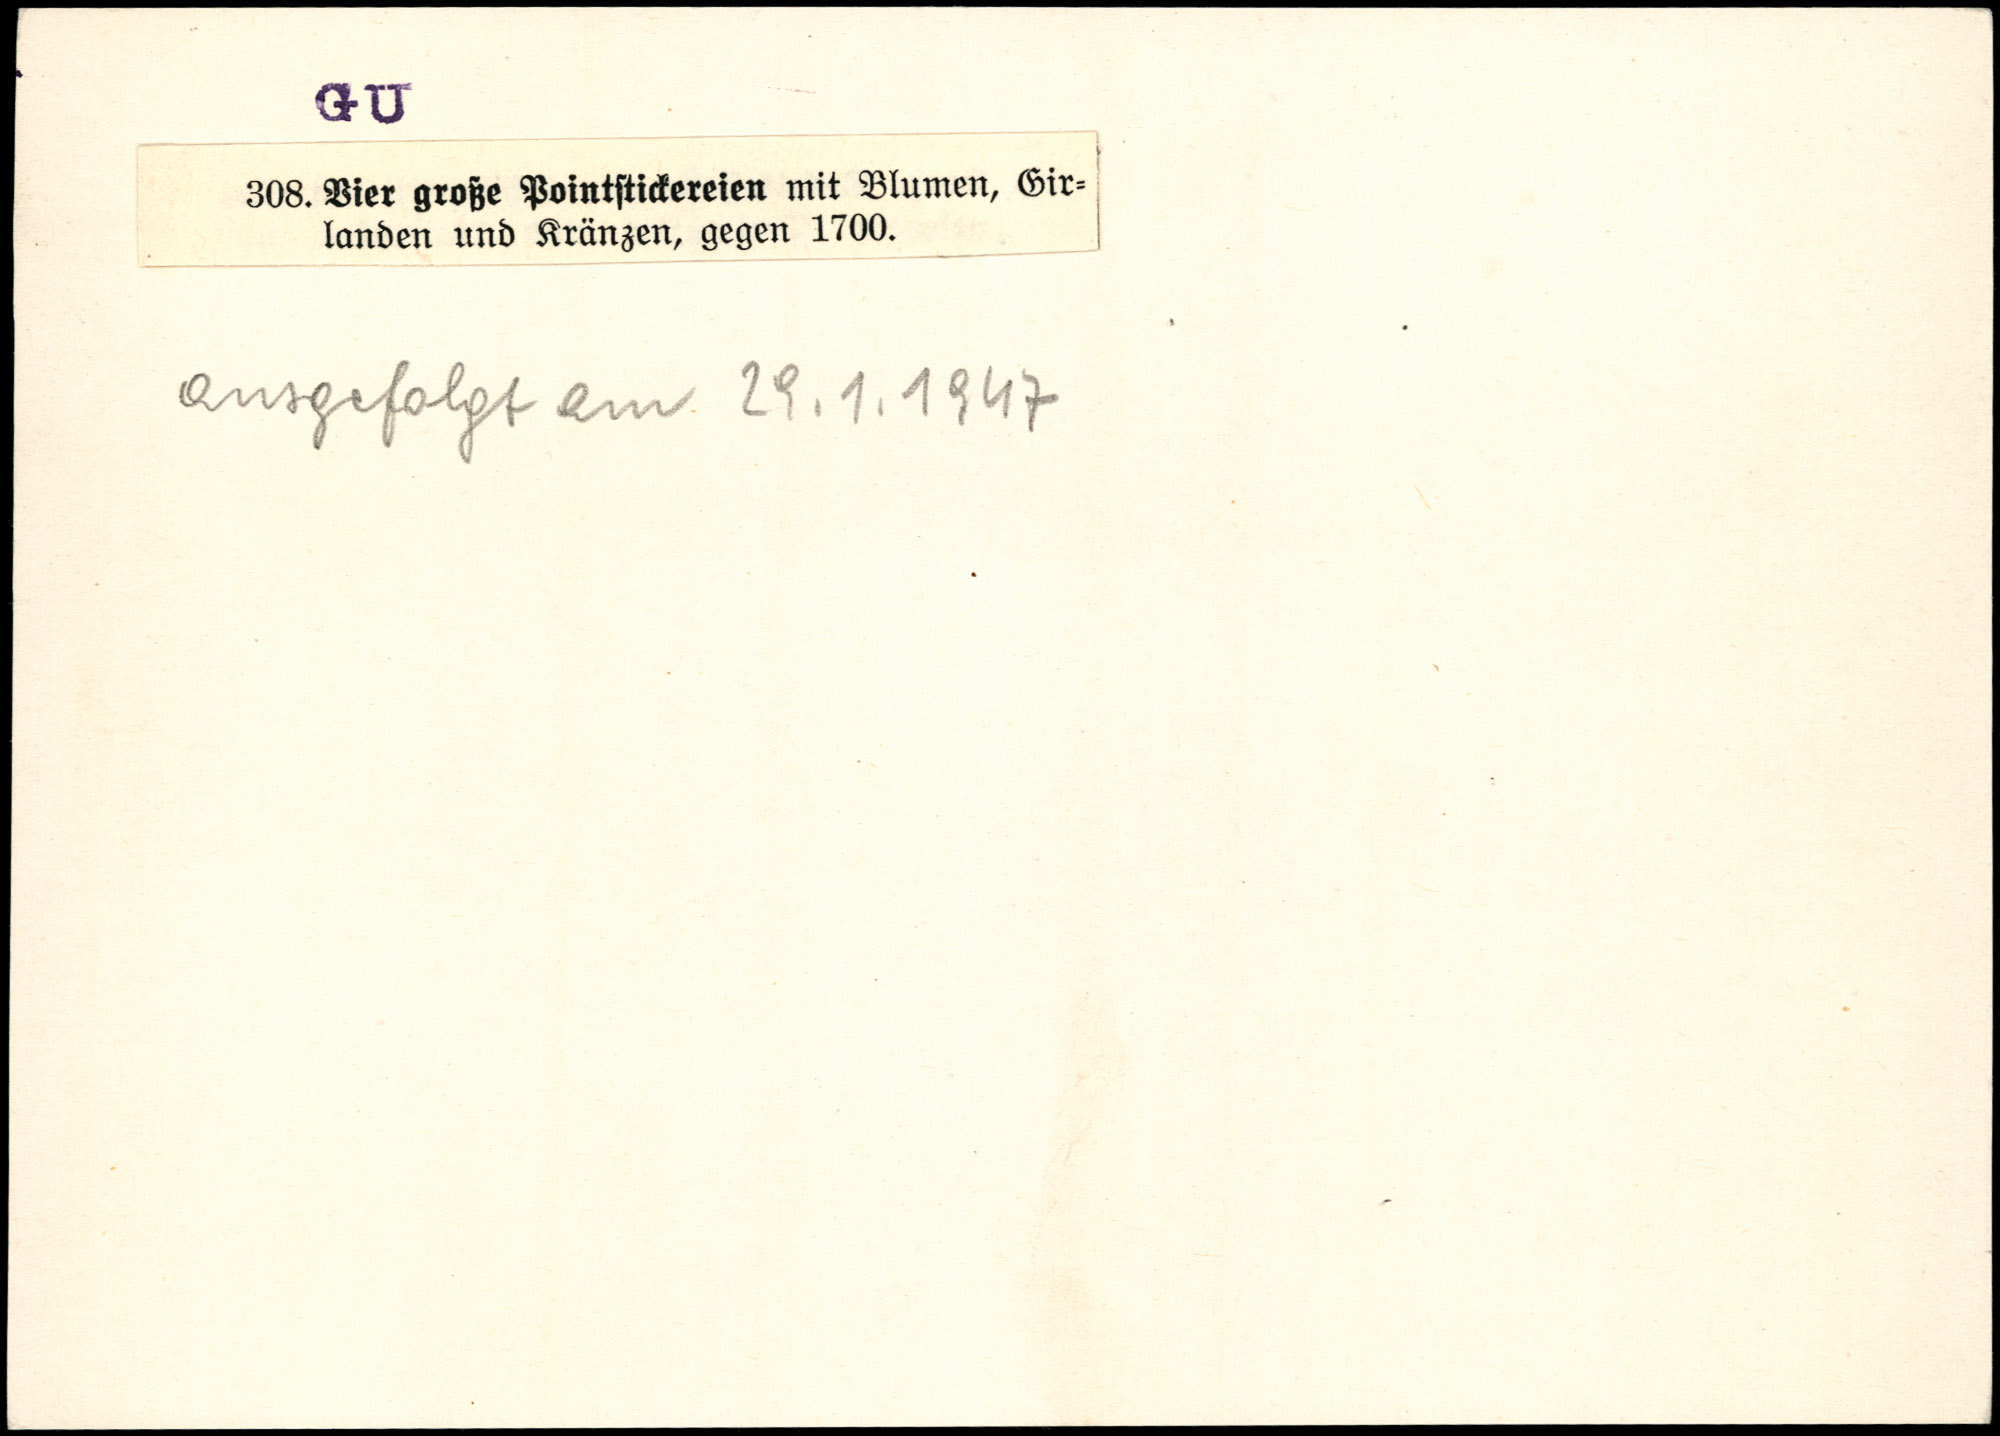 GU
308. Vier große Pointstickereien mit Blumen, Gir-
landen und Kränzen, gegen 1700.
ausgefolgt am 29.1.1947